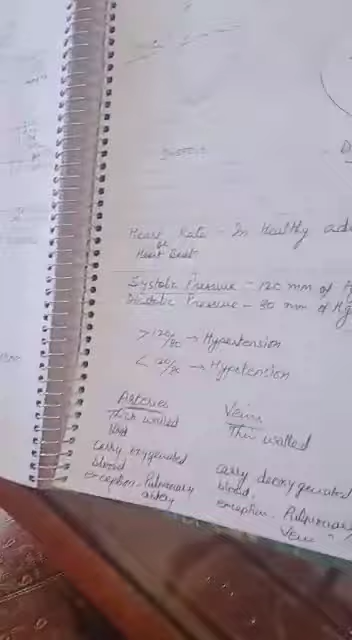 Heart Rate - In Healthy adu
or
Heart Beat
Systolic Pressure - 120 mm of H
Diastolic Pressure - 80 mm of Hg
> 120/80 → Hypertension
< 120/80 → Hypotension
Arteries
Thick walled
carry oxygenated
blood
exception - Pulmonary
artery
Veins
Thin walled
carry deoxygenated
blood,
exception - Pulmonary
Vein